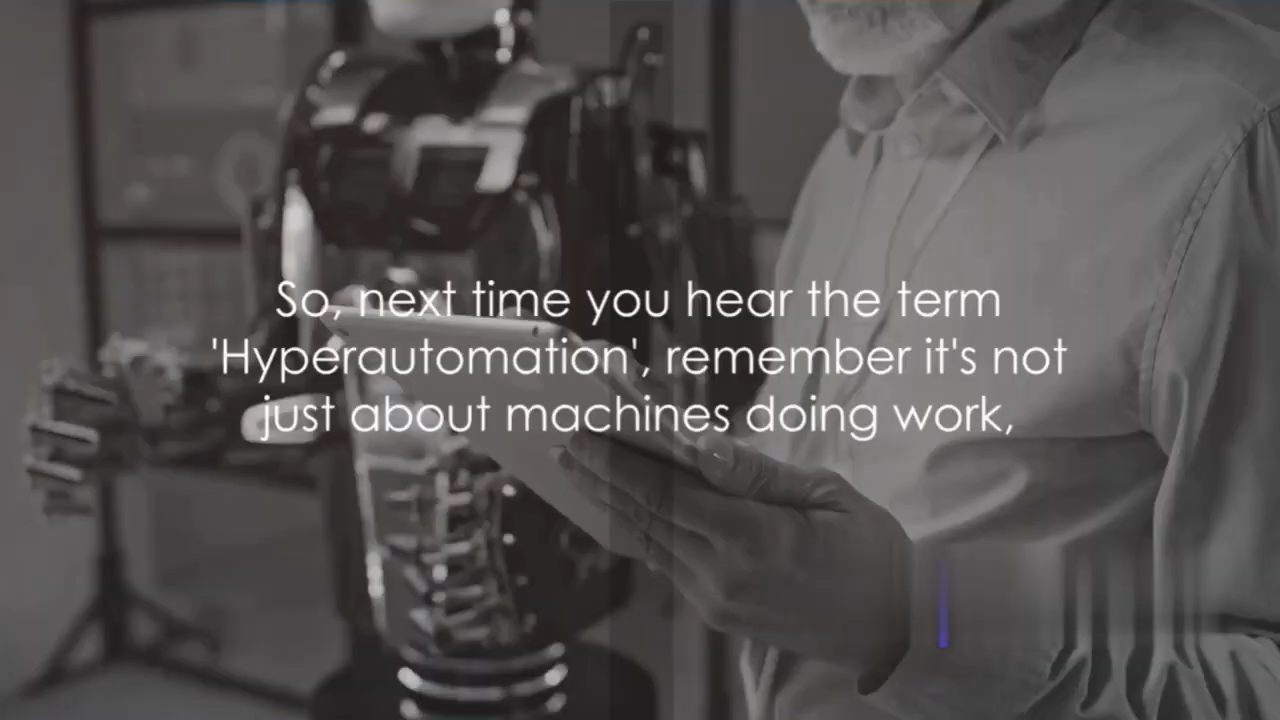 So, next time you hear the term
'Hyperautomation', remember it's not
just about machines doing work,